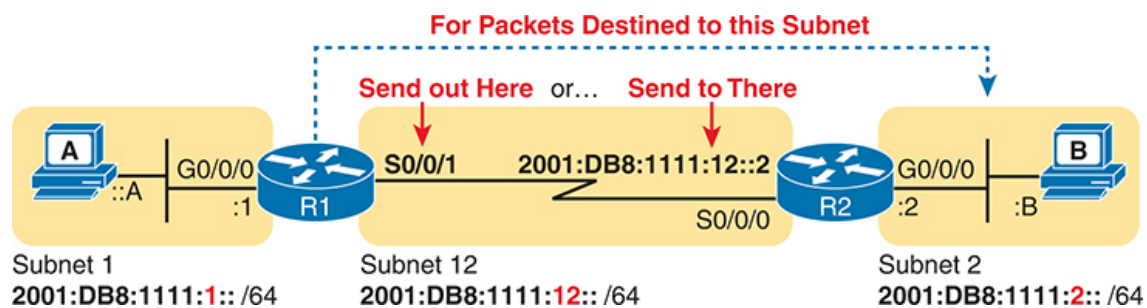 For Packets Destined to this Subnet
Send out Here or... Send to There
A
B
G0/0/0
S0/0/1
2001:DB8:1111:12::2
G0/0/0
::A
:1
R1
S0/0/0
R2
:2
:B
Subnet 1
2001:DB8:1111:1:: /64
Subnet 12
2001:DB8:1111:12:: /64
Subnet 2
2001:DB8:1111:2:: /64